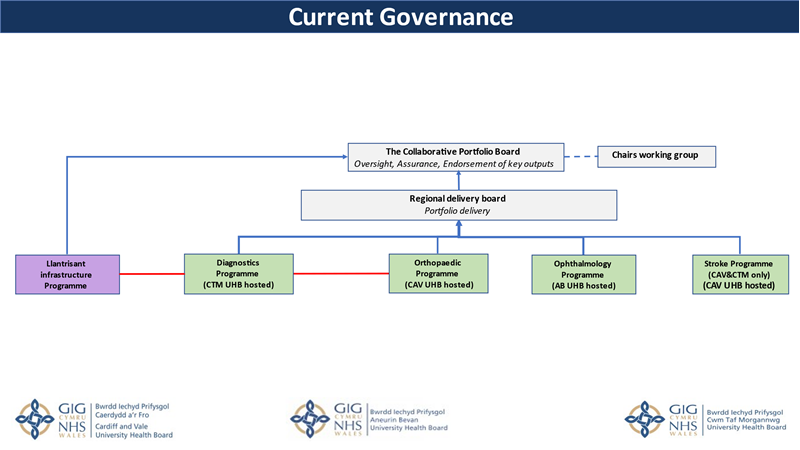 Current Governance
The Collaborative Portfolio Board
Oversight, Assurance, Endorsement of key outputs
Chairs working group
Regional delivery board
Portfolio delivery
Llantrisant
infrastructure
Programme
Diagnostics
Programme
(CTM UHB hosted)
Orthopaedic
Programme
(CAV UHB hosted)
Ophthalmology
Programme
(AB UHB hosted)
Stroke Programme
(CAV&CTM only)
(CAV UHB hosted)
GIG
CYMRU
NHS
WALES
Bwrdd Iechyd Prifysgol
Caerdydd a'r Fro
Cardiff and Vale
University Health Board
GIG
CYMRU
NHS
WALES
Bwrdd Iechyd Prifysgol
Aneurin Bevan
University Health Board
GIG
CYMRU
NHS
WALES
Bwrdd Iechyd Prifysgol
Cwm Taf Morgannwg
University Health Board